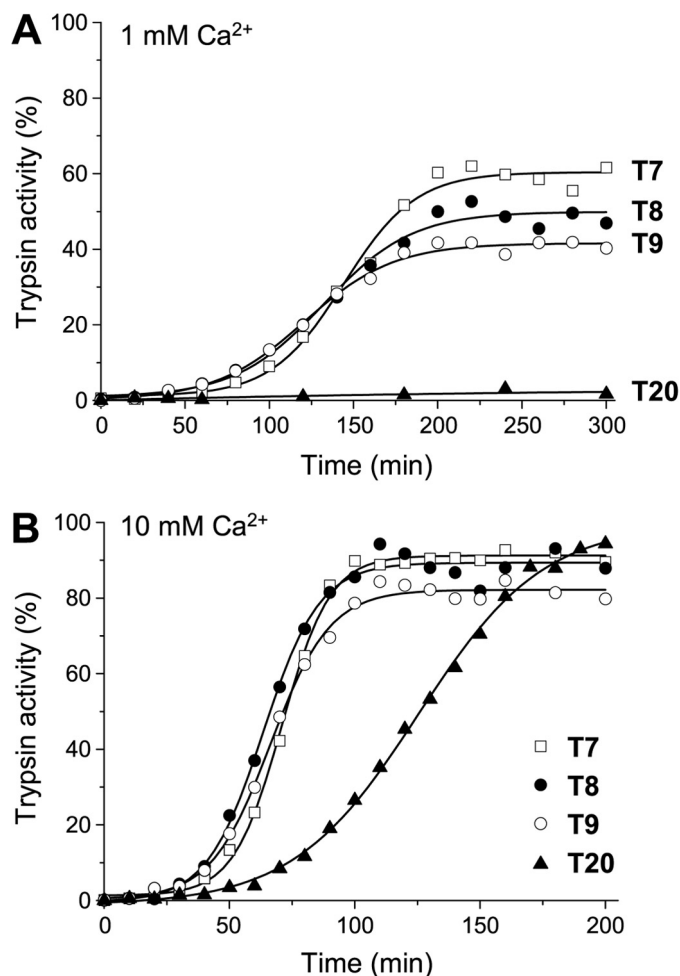 A
1 mM Ca²⁺
Trypsin activity (%)
100
80
60
40
20
0
T7
T8
T9
T20
0 50 100 150 200 250 300
Time (min)
B
10 mM Ca²⁺
Trypsin activity (%)
100
80
60
40
20
0
T7
T8
T9
T20
0 50 100 150 200
Time (min)